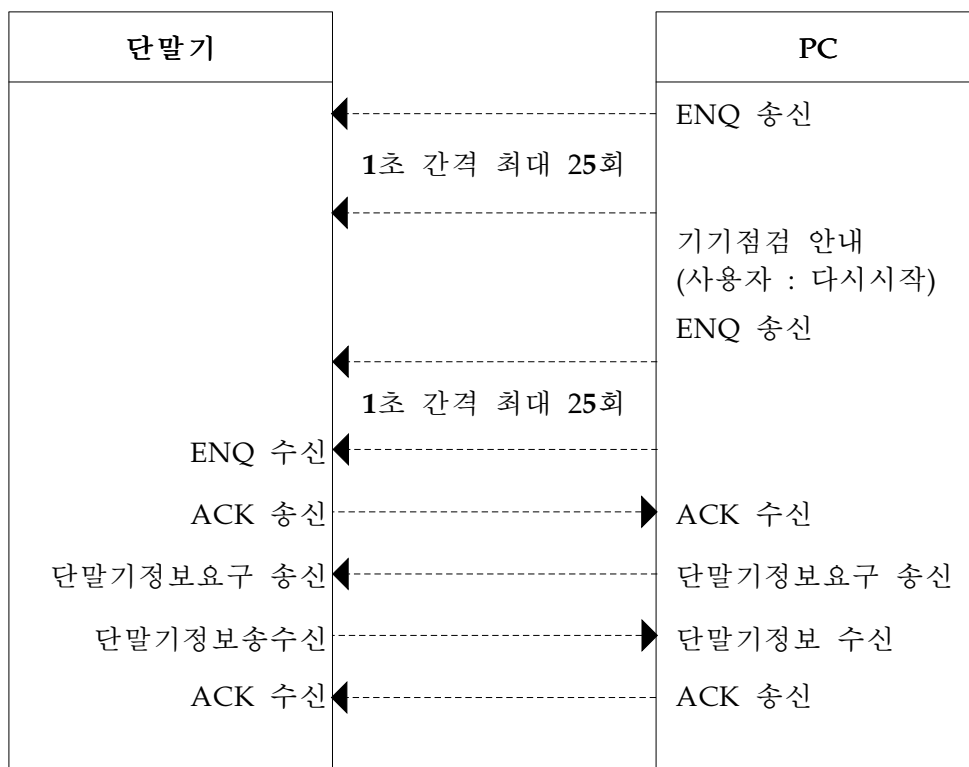 단말기
PC
ENQ 송신
1초 간격 최대 25회
기기점검 안내
(사용자 : 다시시작)
ENQ 송신
1초 간격 최대 25회
ENQ 수신
ACK 송신
ACK 수신
단말기정보요구 송신
단말기정보요구 송신
단말기정보송수신
단말기정보 수신
ACK 수신
ACK 송신